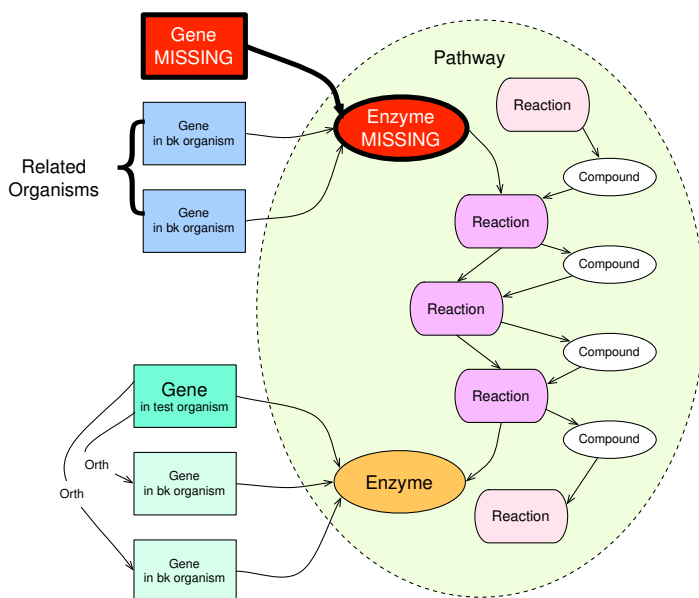 Gene
MISSING
Pathway
Reaction
Gene
in bk organism
Enzyme
MISSING
Related
Organisms
Compound
Gene
in bk organism
Reaction
Compound
Reaction
Compound
Gene
in test organism
Reaction
Compound
Orth
Gene
in bk organism
Enzyme
Orth
Reaction
Gene
in bk organism